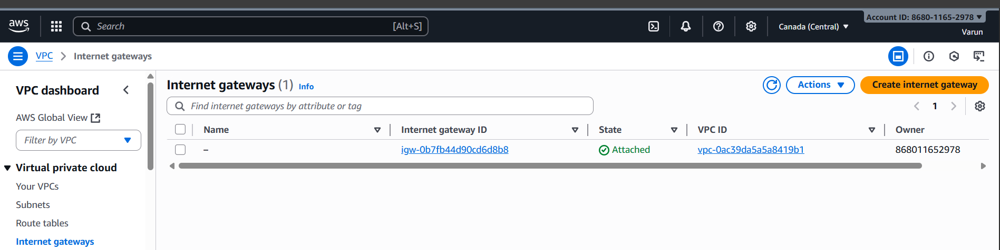 aws
Search [Alt+S]
Canada (Central)
Account ID: 8680-1165-2978
Varun
VPC Internet gateways
VPC dashboard
AWS Global View
Filter by VPC
Virtual private cloud
Your VPCs
Subnets
Route tables
Internet gateways
Internet gateways (1) Info
Actions
Create internet gateway
Find internet gateways by attribute or tag
1
Name Internet gateway ID State VPC ID Owner
– igw-0b7fb44d90cd6d8b8 Attached vpc-0ac39da5a5a8419b1 868011652978